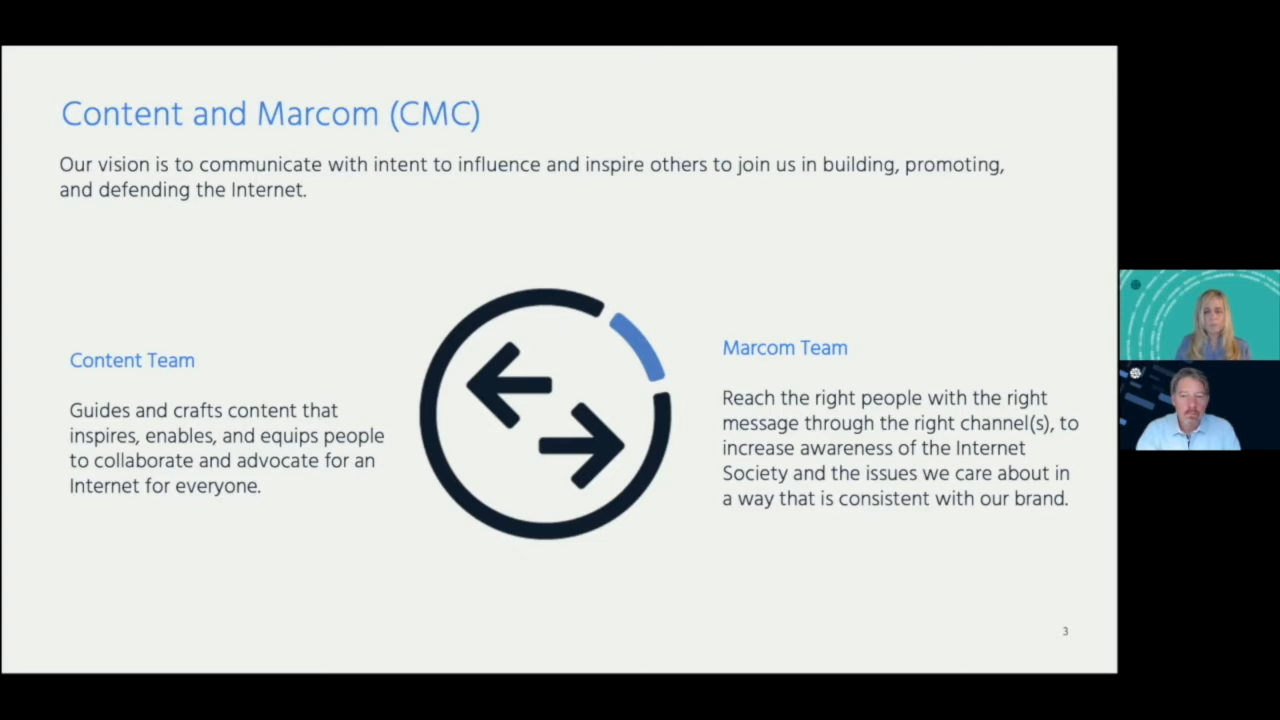 Content and Marcom (CMC)
Our vision is to communicate with intent to influence and inspire others to join us in building, promoting,
and defending the Internet.
Content Team
Guides and crafts content that
inspires, enables, and equips people
to collaborate and advocate for an
Internet for everyone.
Marcom Team
Reach the right people with the right
message through the right channel(s), to
increase awareness of the Internet
Society and the issues we care about in
a way that is consistent with our brand.
3